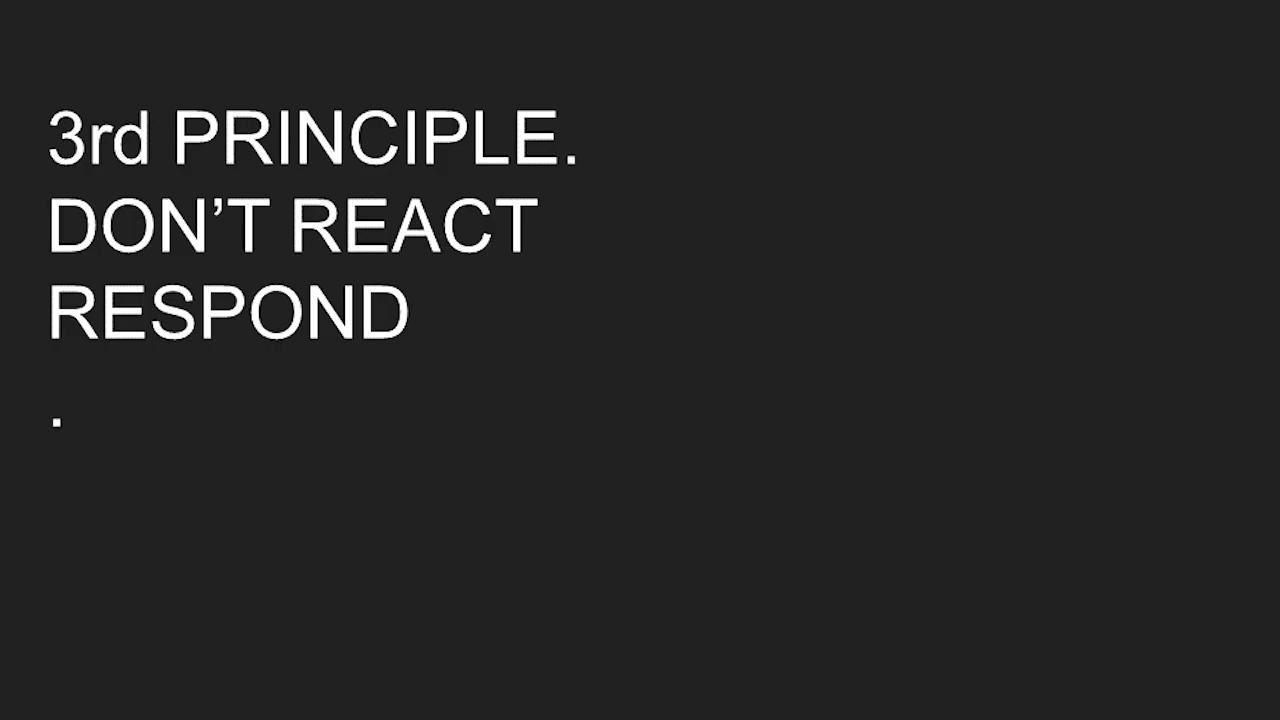 3rd PRINCIPLE.
DON’T REACT
RESPOND
.